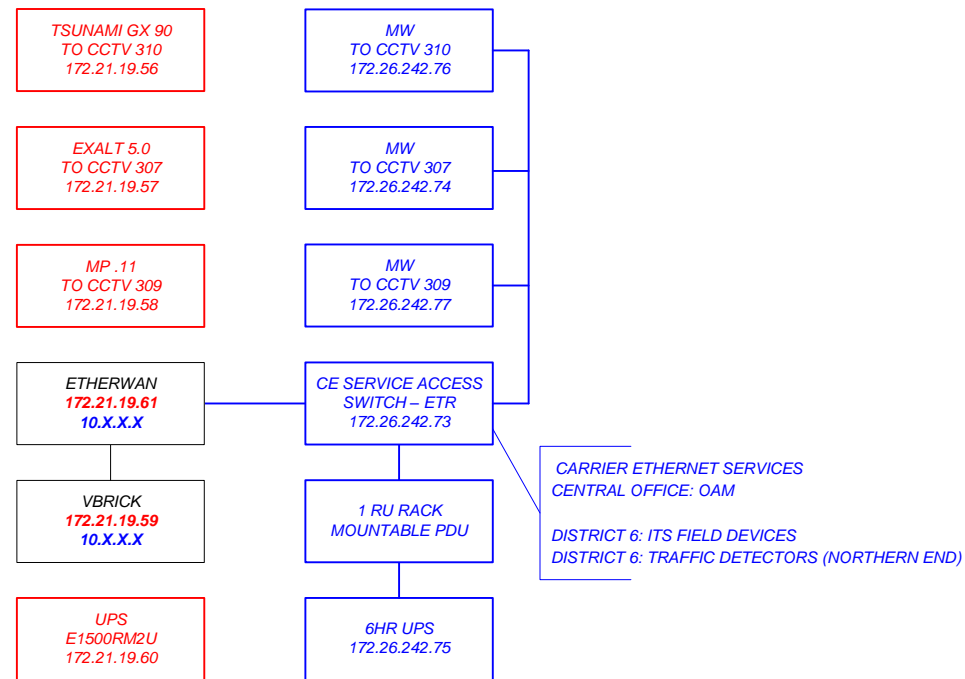 TSUNAMI GX 90
TO CCTV 310
172.21.19.56
MW
TO CCTV 310
172.26.242.76
EXALT 5.0
TO CCTV 307
172.21.19.57
MW
TO CCTV 307
172.26.242.74
MP .11
TO CCTV 309
172.21.19.58
MW
TO CCTV 309
172.26.242.77
ETHERWAN
172.21.19.61
10.X.X.X
CE SERVICE ACCESS
SWITCH – ETR
172.26.242.73
CARRIER ETHERNET SERVICES
CENTRAL OFFICE: OAM
DISTRICT 6: ITS FIELD DEVICES
DISTRICT 6: TRAFFIC DETECTORS (NORTHERN END)
VBRICK
172.21.19.59
10.X.X.X
1 RU RACK
MOUNTABLE PDU
UPS
E1500RM2U
172.21.19.60
6HR UPS
172.26.242.75